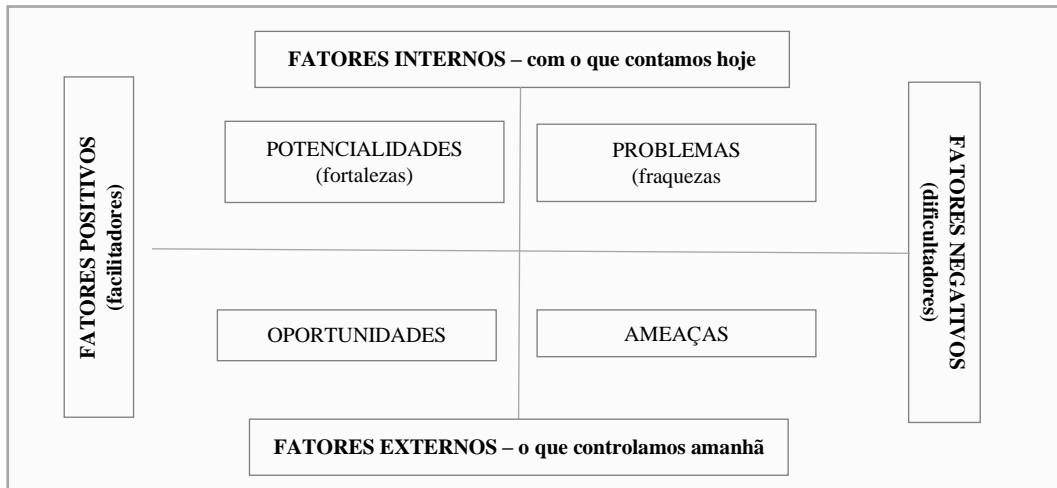 FATORES INTERNOS – com o que contamos hoje
FATORES POSITIVOS
(facilitadores)
POTENCIALIDADES
(fortalezas)
PROBLEMAS
(fraquezas
FATORES NEGATIVOS
(dificultadores)
OPORTUNIDADES
AMEAÇAS
FATORES EXTERNOS – o que controlamos amanhã